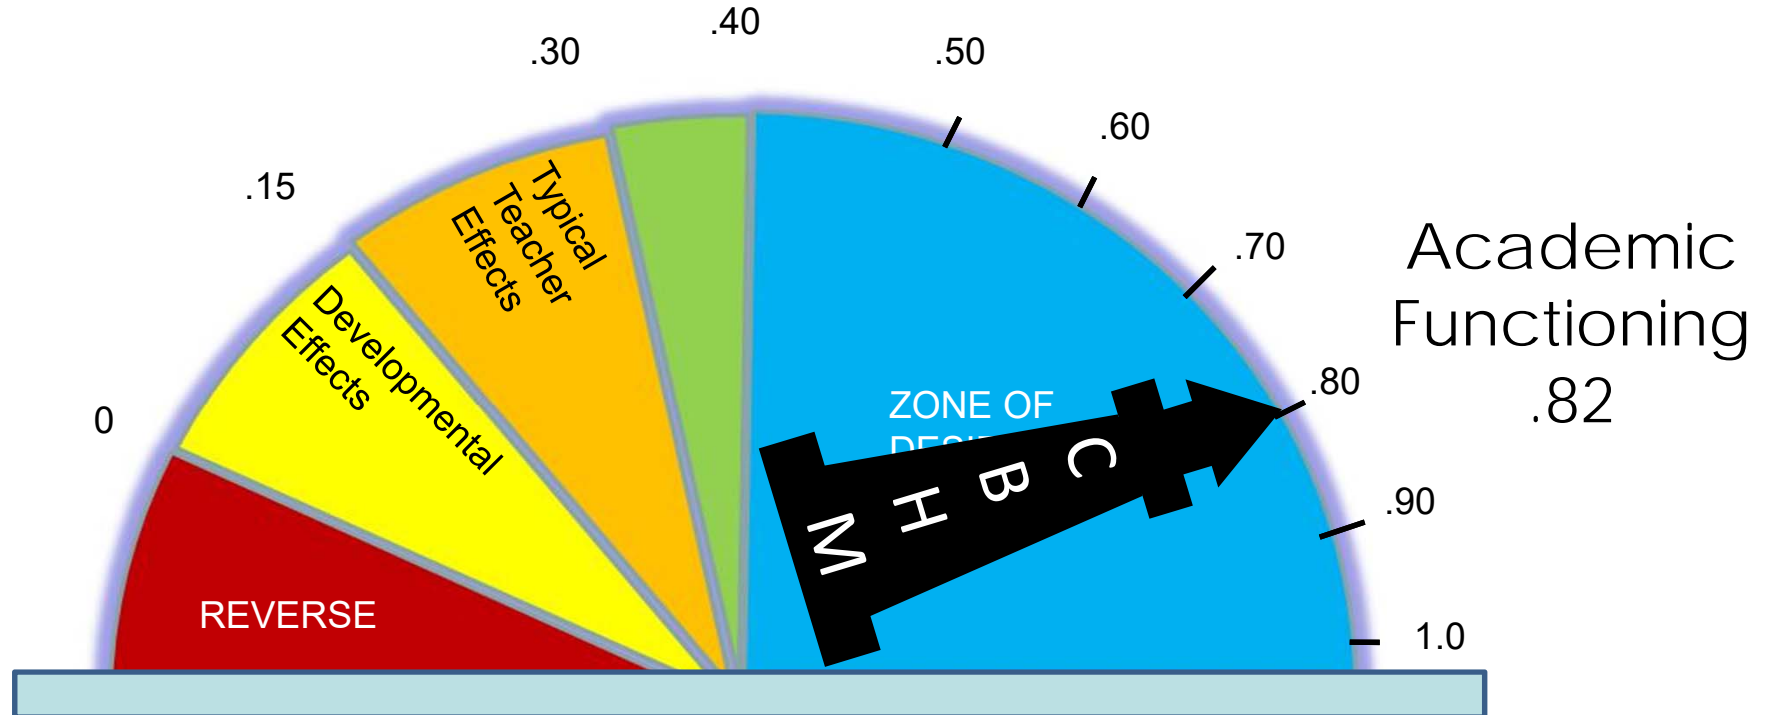 .40
.30
.50
.60
.15
.70
.80
0
.90
1.0
Typical
Teacher
Effects
Developmental
Effects
REVERSE
ZONE OF
C
B
H
M
Academic
Functioning
.82